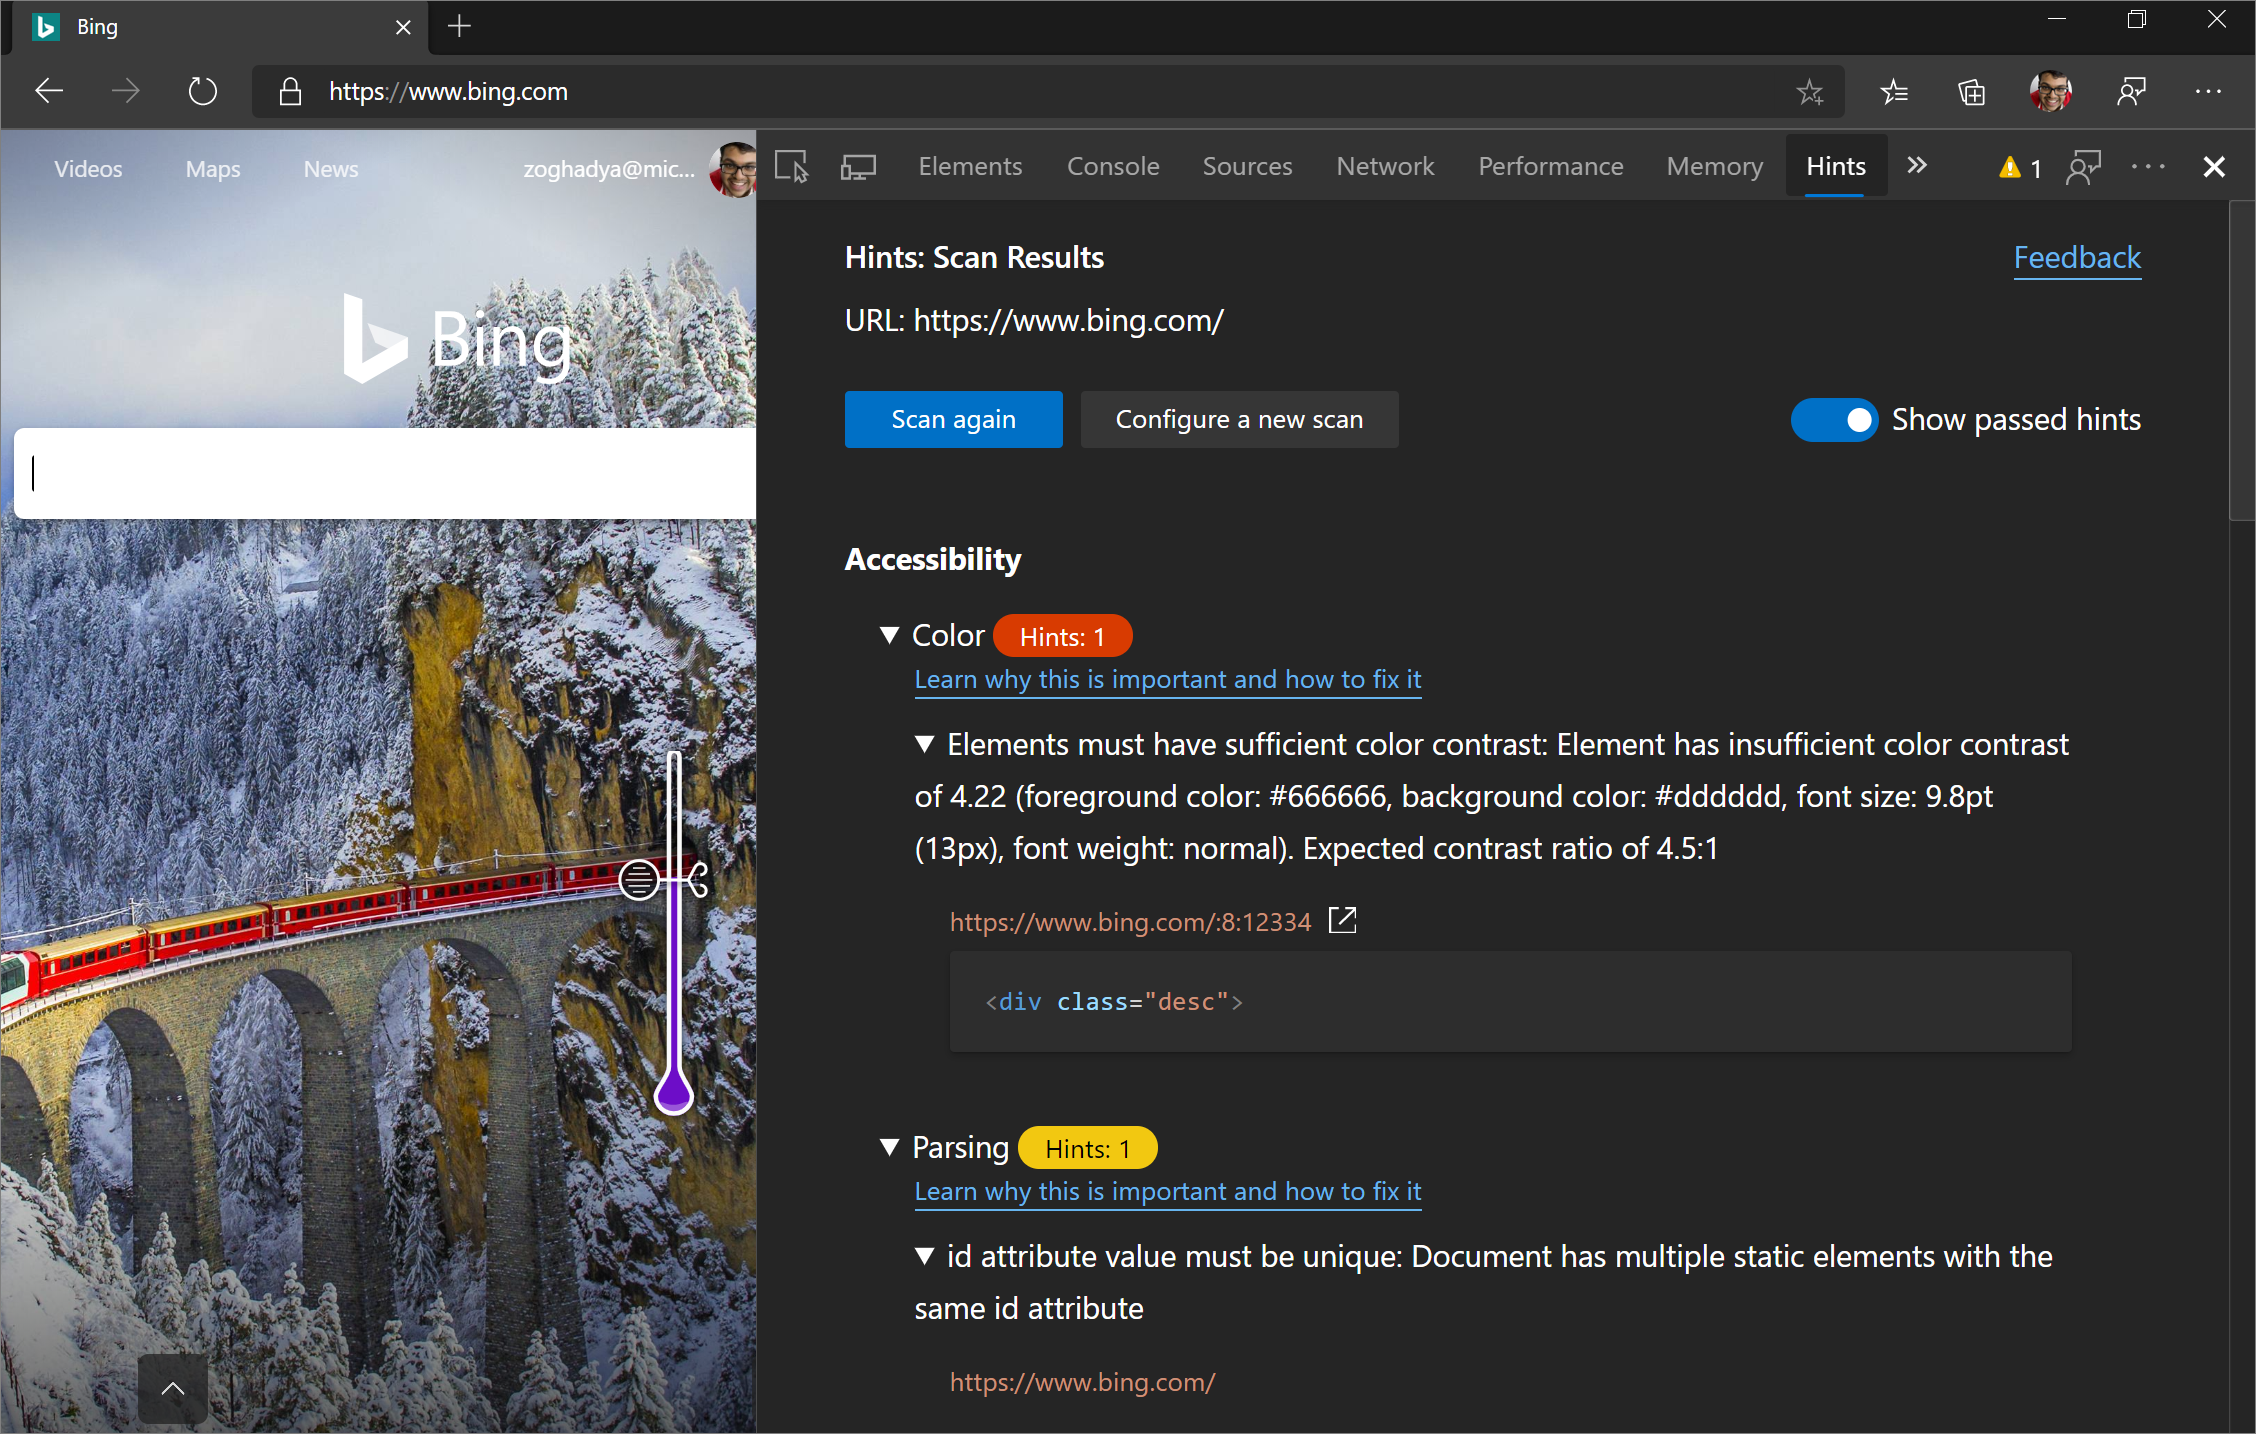 Bing
https://www.bing.com
Videos Maps News zoghadya@mic...
Bing
Elements Console Sources Network Performance Memory Hints 1
Hints: Scan Results Feedback
URL: https://www.bing.com/
Scan again Configure a new scan Show passed hints
Accessibility
Color Hints: 1
Learn why this is important and how to fix it
Elements must have sufficient color contrast: Element has insufficient color contrast
of 4.22 (foreground color: #666666, background color: #dddddd, font size: 9.8pt
(13px), font weight: normal). Expected contrast ratio of 4.5:1
https://www.bing.com/:8:12334
<div class="desc">
Parsing Hints: 1
Learn why this is important and how to fix it
id attribute value must be unique: Document has multiple static elements with the
same id attribute
https://www.bing.com/